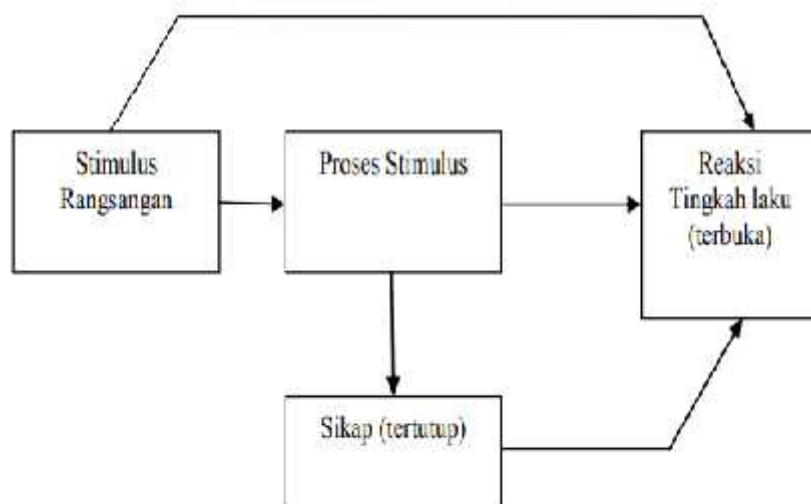 Stimulus
Rangsangan
Proses Stimulus
Reaksi
Tingkah laku
(terbuka)
Sikap (tertutup)